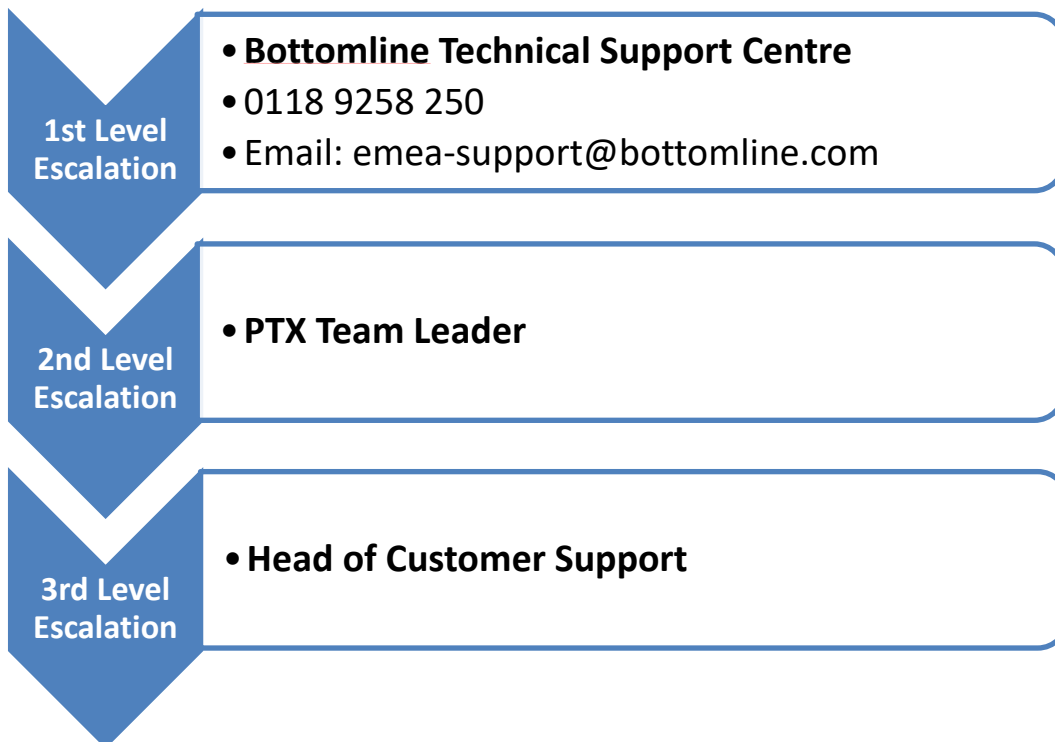 1st Level
Escalation
• Bottomline Technical Support Centre
• 0118 9258 250
• Email: emea-support@bottomline.com
2nd Level
Escalation
• PTX Team Leader
3rd Level
Escalation
• Head of Customer Support